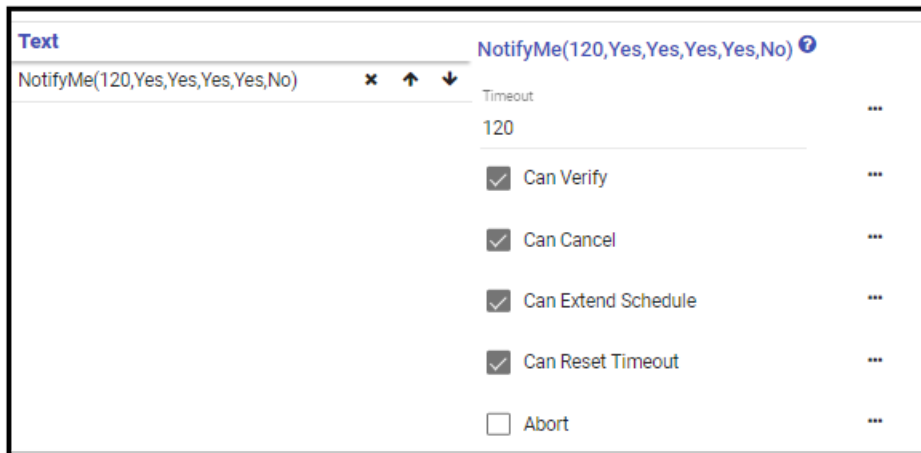 Text
NotifyMe(120,Yes,Yes,Yes,Yes,No)
NotifyMe(120,Yes,Yes,Yes,Yes,No) ?
Timeout
120
Can Verify
Can Cancel
Can Extend Schedule
Can Reset Timeout
Abort